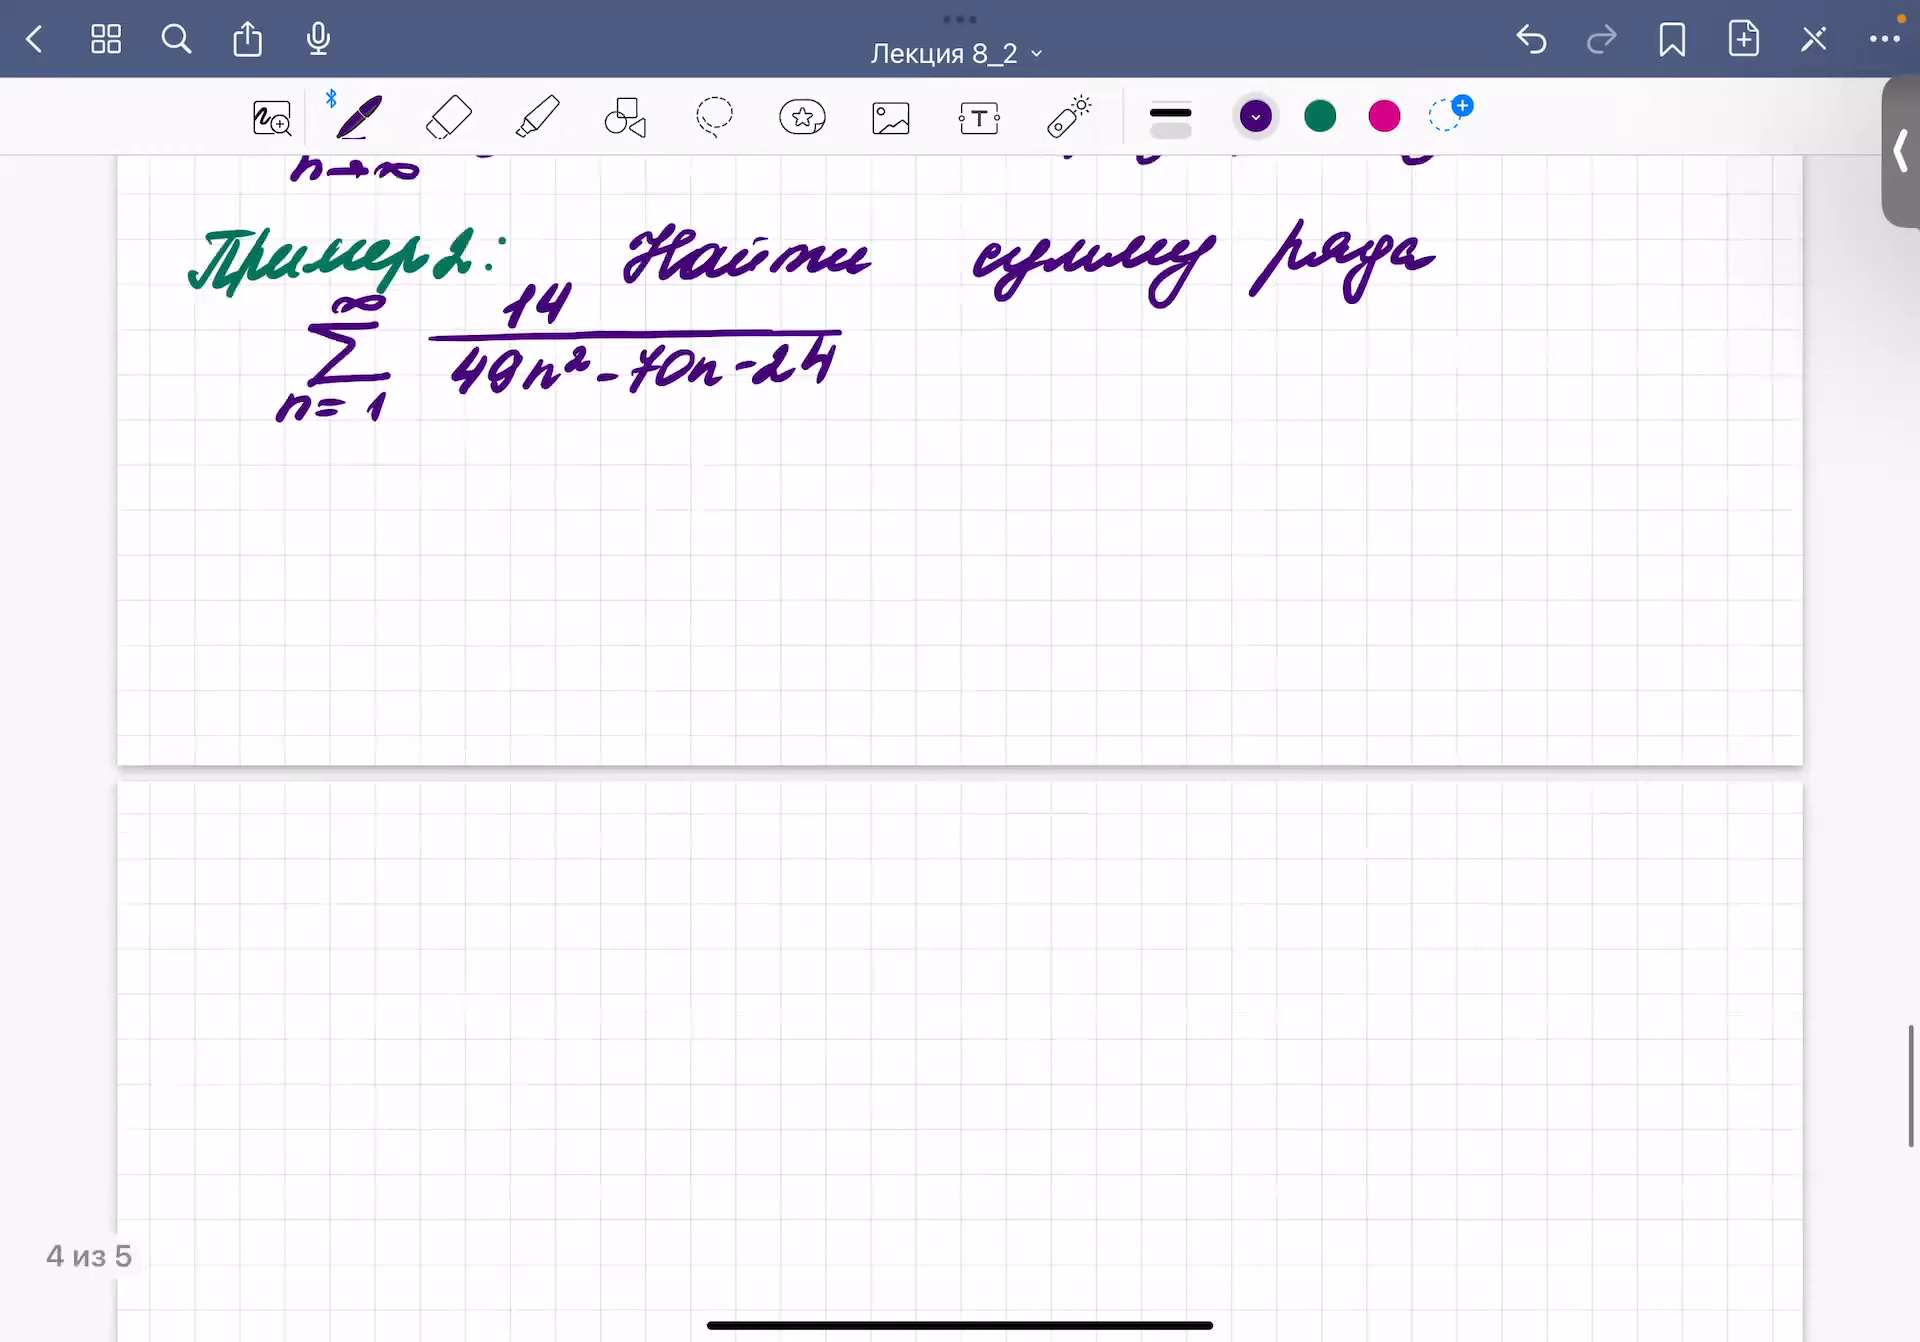 Лекция 8_2
n→∞
Пример 2: Найти сумму ряда
∞
14
Σ
49n² - 70n - 24
n = 1
4 из 5